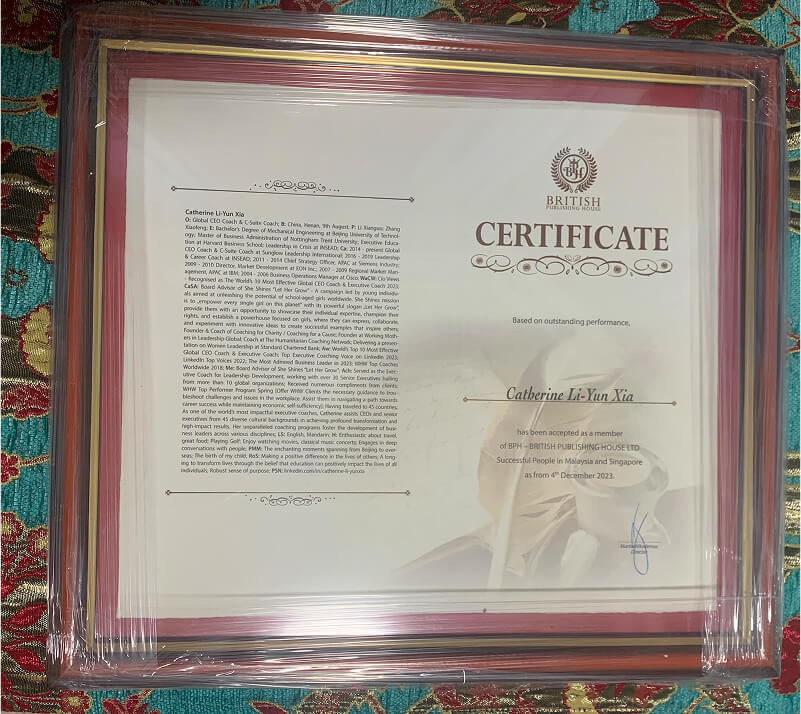 Catherine Li-Yun Xia
O: Global CEO Coach & C-Suite Coach; B: China, Henan, 9th August; P: Li Xianguo; Zhang
Xiaofeng; E: Bachelor's Degree of Mechanical Engineering at Beijing University of Technol-
ogy; Master of Business Administration of Nottingham Trent University; Executive Educa-
tion at Harvard Business School; Leadership in Crisis at INSEAD; Ca: 2014 - present Global
CEO Coach & C-Suite Coach at Sunglow Leadership International; 2016 - 2019 Leadership
& Career Coach at INSEAD; 2011 - 2014 Chief Strategy Officer, APAC at Siemens Industry;
2009 - 2010 Director, Market Development at EON Inc.; 2007 - 2009 Regional Market Man-
agement, APAC at IBM; 2004 - 2006 Business Operations Manager at Cisco; WaCW: Cio Views
- Recognised as The World's 10 Most Effective Global CEO Coach & Executive Coach 2023;
CaSA: Board Advisor of She Shines "Let Her Grow" - A campaign led by young individu-
als aimed at unleashing the potential of school-aged girls worldwide. She Shines mission
is to „empower every single girl on this planet" with its powerful slogan „Let Her Grow",
provide them with an opportunity to showcase their individual expertise, champion their
rights, and establish a powerhouse focused on girls, where they can express, collaborate,
and experiment with innovative ideas to create successful examples that inspire others;
Founder & Coach of Coaching for Charity / Coaching for a Cause; Founder at Working Moth-
ers in Leadership Global; Coach at The Humanitarian Coaching Network; Delivering a presen-
tation on Women Leadership at Standard Chartered Bank; Aw: World's Top 10 Most Effective
Global CEO Coach & Executive Coach; Top Executive Coaching Voice on LinkedIn 2023;
LinkedIn Top Voices 2022; The Most Admired Business Leader in 2023; WHW Top Coaches
Worldwide 2018; Me: Board Advisor of She Shines "Let Her Grow"; Ach: Served as the Exec-
utive Coach for Leadership Development, working with over 30 Senior Executives hailing
from more than 10 global organizations; Received numerous compliments from clients;
WHW Top Performer Program Spring [Offer WHW Clients the necessary guidance to trou-
bleshoot challenges and issues in the workplace. Assist them in navigating a path towards
career success while maintaining economic self-sufficiency]; Having traveled to 45 countries;
As one of the world's most impactful executive coaches, Catherine assists CEOs and senior
executives from 45 diverse cultural backgrounds in achieving profound transformation and
high-impact results. Her unparalleled coaching programs foster the development of busi-
ness leaders across various disciplines; LS: English, Mandarin; H: Enthusiastic about travel,
great food; Playing Golf; Enjoy watching movies, classical music concerts; Engages in deep
conversations with people; PMM: The enchanting moments spanning from Beijing to over-
seas; The birth of my child; RoS: Making a positive difference in the lives of others; A long-
ing to transform lives through the belief that education can positively impact the lives of all
individuals; Robust sense of purpose; PSN: linkedin.com/in/catherine-li-yunxia
BPH
BRITISH
PUBLISHING HOUSE
CERTIFICATE
Based on outstanding performance,
Catherine Li-Yun Xia
has been accepted as a member
of BPH – BRITISH PUBLISHING HOUSE LTD
Successful People in Malaysia and Singapore
as from 4th December 2023.
Director